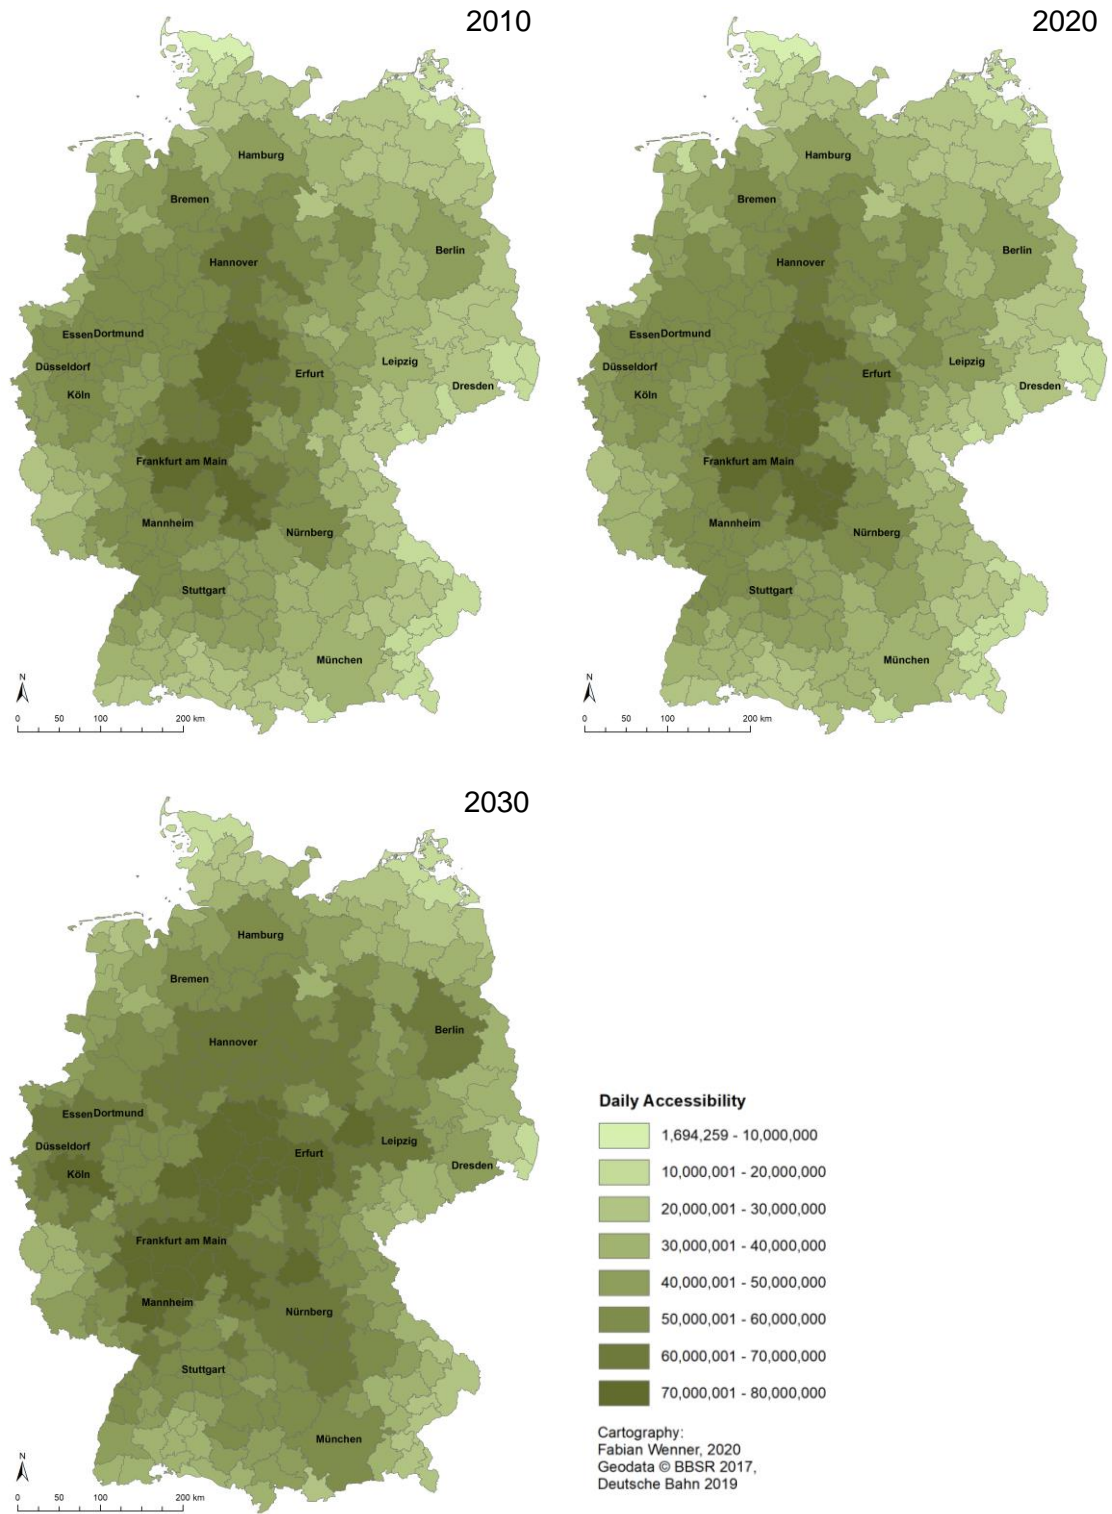 2010
Hamburg
Bremen
Hannover
Berlin
EssenDortmund
Düsseldorf
Köln
Erfurt
Leipzig
Dresden
Frankfurt am Main
Mannheim
Nürnberg
Stuttgart
München
N
0 50 100 200 km
2020
Hamburg
Bremen
Hannover
Berlin
EssenDortmund
Düsseldorf
Köln
Erfurt
Leipzig
Dresden
Frankfurt am Main
Mannheim
Nürnberg
Stuttgart
München
N
0 50 100 200 km
2030
Hamburg
Bremen
Hannover
Berlin
EssenDortmund
Düsseldorf
Köln
Erfurt
Leipzig
Dresden
Frankfurt am Main
Mannheim
Nürnberg
Stuttgart
München
N
0 50 100 200 km
Daily Accessibility
1,694,259 - 10,000,000
10,000,001 - 20,000,000
20,000,001 - 30,000,000
30,000,001 - 40,000,000
40,000,001 - 50,000,000
50,000,001 - 60,000,000
60,000,001 - 70,000,000
70,000,001 - 80,000,000
Cartography:
Fabian Wenner, 2020
Geodata © BBSR 2017,
Deutsche Bahn 2019